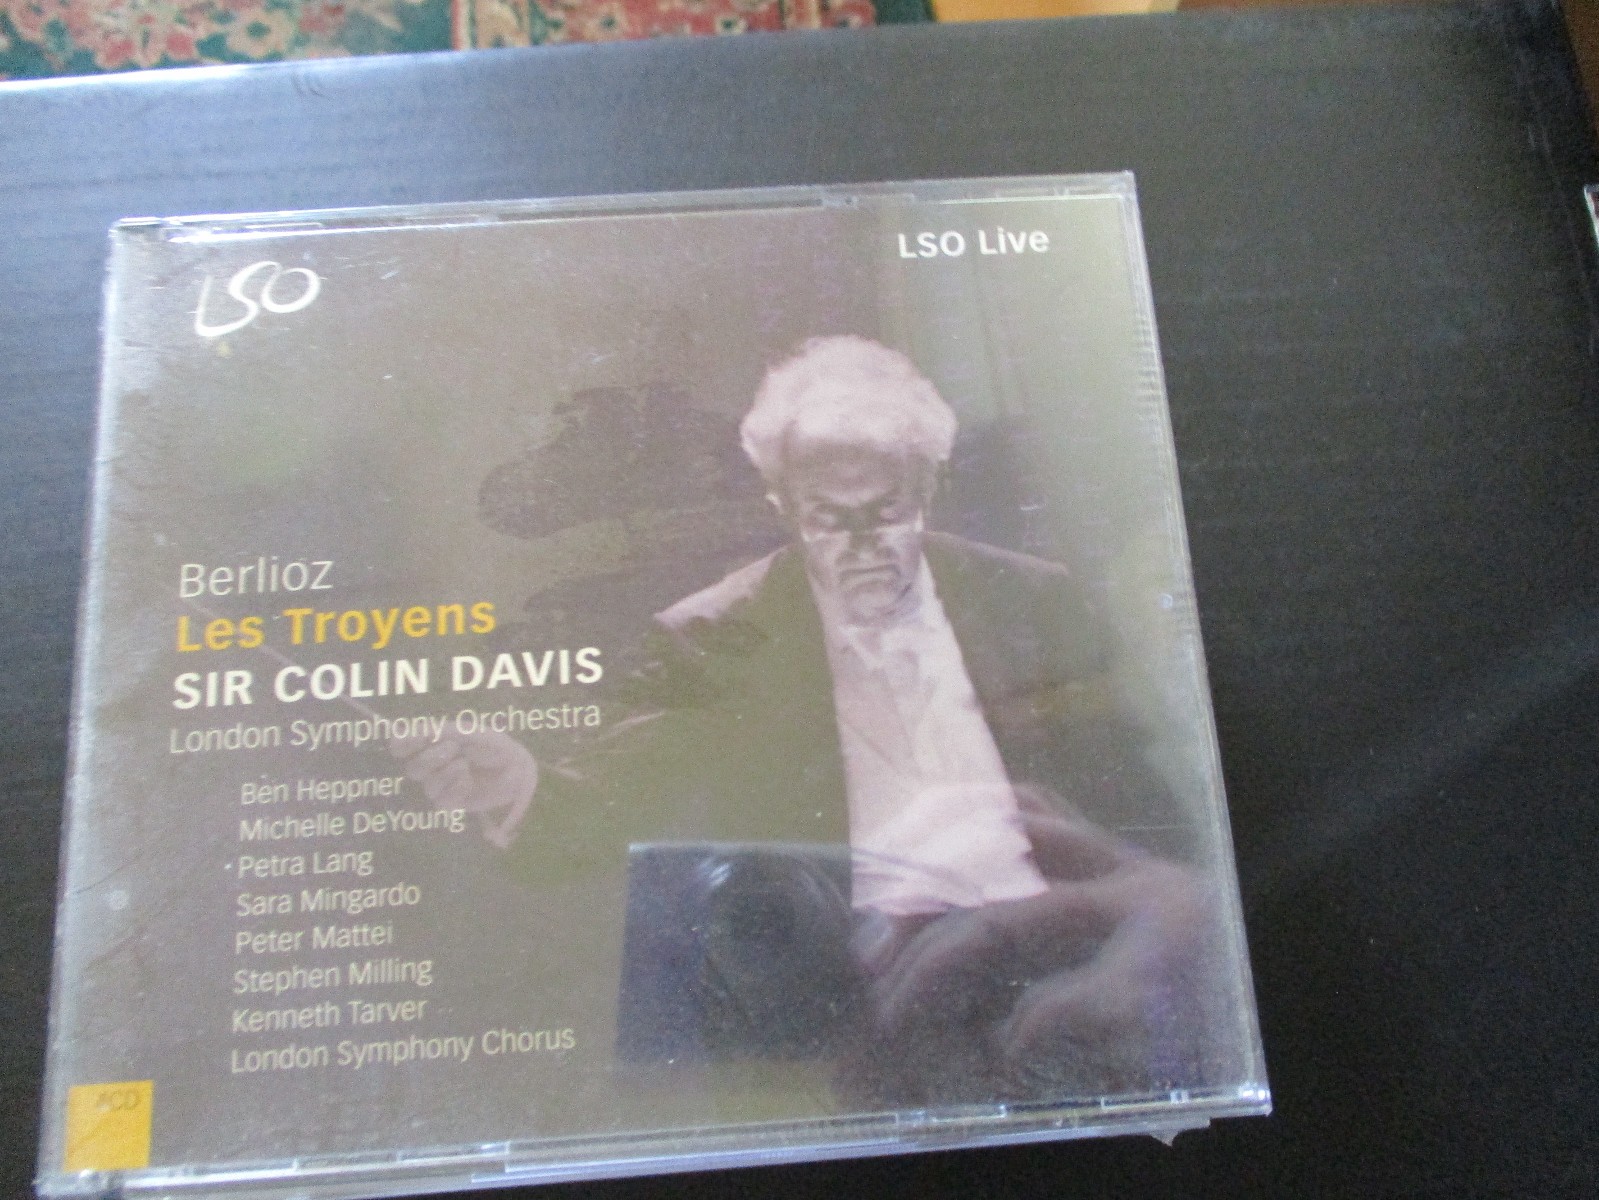 LSO
LSO Live
Berlioz
Les Troyens
SIR COLIN DAVIS
London Symphony Orchestra
Ben Heppner
Michelle DeYoung
Petra Lang
Sara Mingardo
Peter Mattei
Stephen Milling
Kenneth Tarver
London Symphony Chorus
4CD